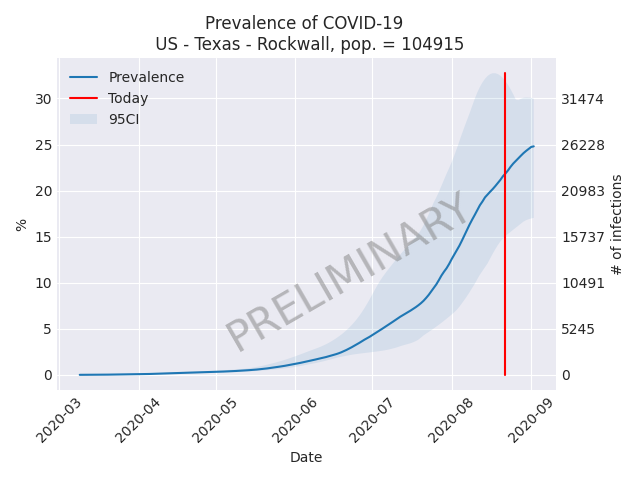 Prevalence of COVID-19
US - Texas - Rockwall, pop. = 104915
Prevalence
Today
95CI
30
25
20
15
10
5
0
%
31474
26228
20983
15737
10491
5245
0
# of infections
PRELIMINARY
2020-03
2020-04
2020-05
2020-06
2020-07
2020-08
2020-09
Date